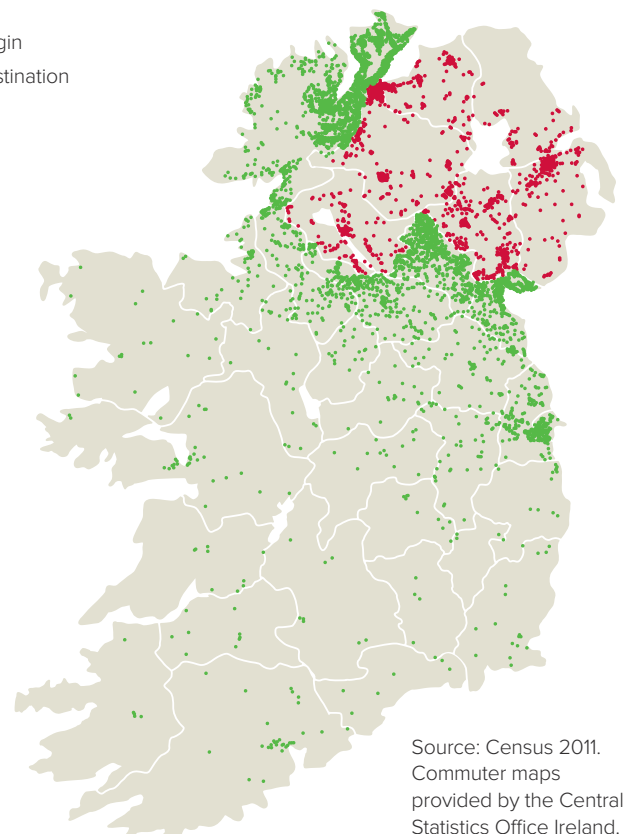 gin
stination
Source: Census 2011.
Commuter maps
provided by the Central
Statistics Office Ireland.